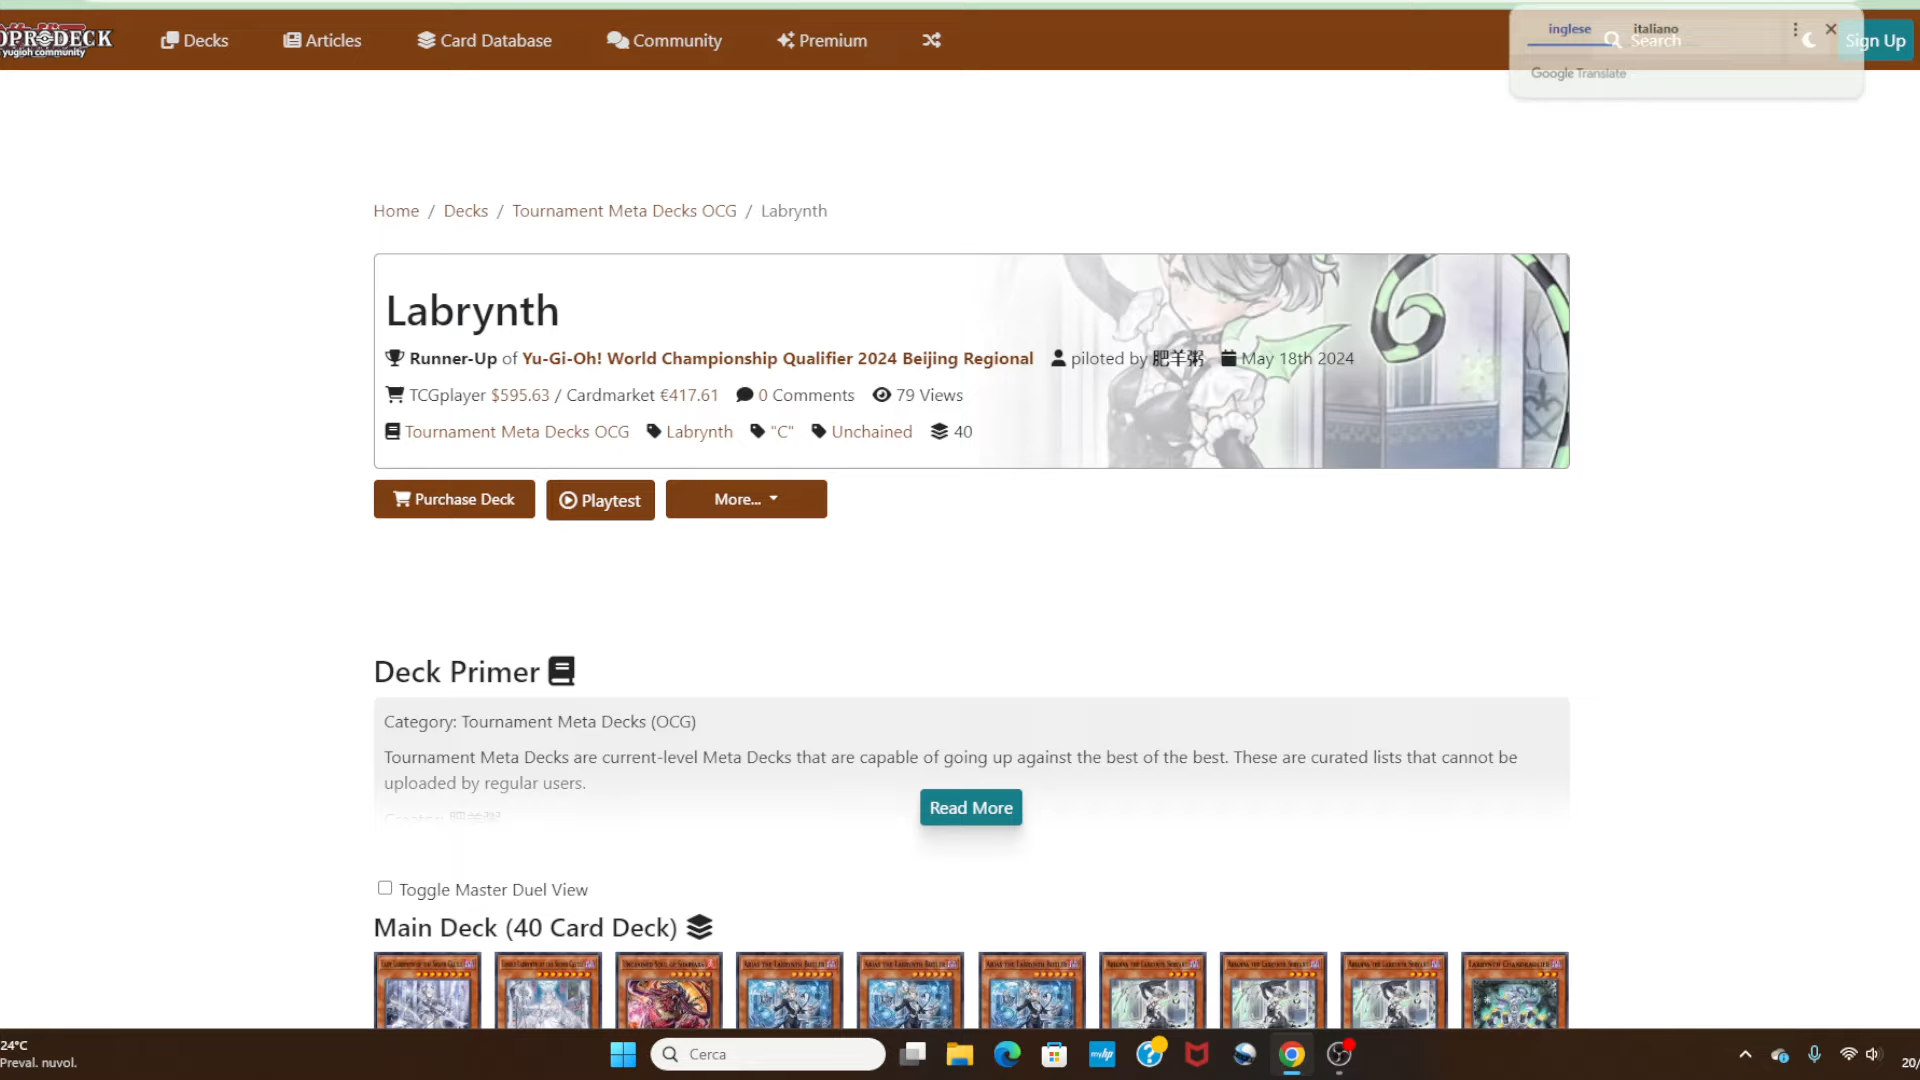 PRODECK
yugioh community
Decks
Articles
Card Database
Community
Premium
Search
Sign Up
inglese italiano
Google Translate
Home / Decks / Tournament Meta Decks OCG / Labrynth
Labrynth
Runner-Up of Yu-Gi-Oh! World Championship Qualifier 2024 Beijing Regional piloted by 肥羊粥 May 18th 2024
TCGplayer $595.63 / Cardmarket €417.61 0 Comments 79 Views
Tournament Meta Decks OCG Labrynth "C" Unchained 40
Purchase Deck
Playtest
More...
Deck Primer
Category: Tournament Meta Decks (OCG)
Tournament Meta Decks are current-level Meta Decks that are capable of going up against the best of the best. These are curated lists that cannot be
uploaded by regular users.
Read More
Toggle Master Duel View
Main Deck (40 Card Deck)
24°C
Preval. nuvol.
Cerca
myhp
20/